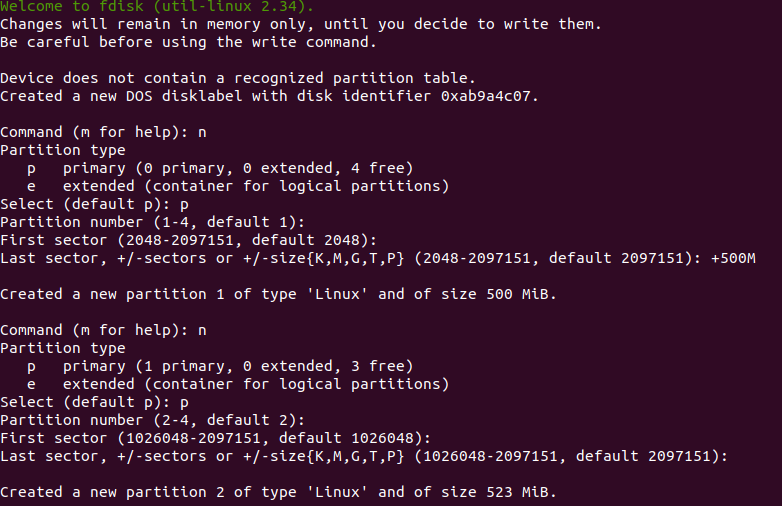 Welcome to fdisk (util-linux 2.34).
Changes will remain in memory only, until you decide to write them.
Be careful before using the write command.

Device does not contain a recognized partition table.
Created a new DOS disklabel with disk identifier 0xab9a4c07.

Command (m for help): n
Partition type
   p   primary (0 primary, 0 extended, 4 free)
   e   extended (container for logical partitions)
Select (default p): p
Partition number (1-4, default 1):
First sector (2048-2097151, default 2048):
Last sector, +/-sectors or +/-size{K,M,G,T,P} (2048-2097151, default 2097151): +500M

Created a new partition 1 of type 'Linux' and of size 500 MiB.

Command (m for help): n
Partition type
   p   primary (1 primary, 0 extended, 3 free)
   e   extended (container for logical partitions)
Select (default p): p
Partition number (2-4, default 2):
First sector (1026048-2097151, default 1026048):
Last sector, +/-sectors or +/-size{K,M,G,T,P} (1026048-2097151, default 2097151):

Created a new partition 2 of type 'Linux' and of size 523 MiB.